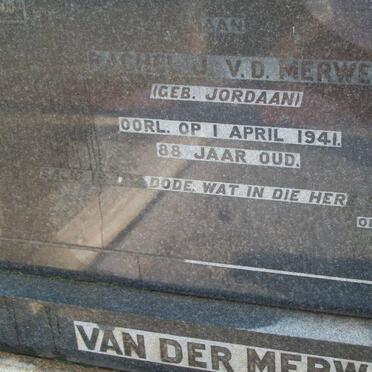 AAN
RACHEL J. V.D. MERWE
(GEB. JORDAAN)
OORL. OP 1 APRIL 1941.
88 JAAR OUD.
DODE, WAT IN DIE HER
VAN DER MERW